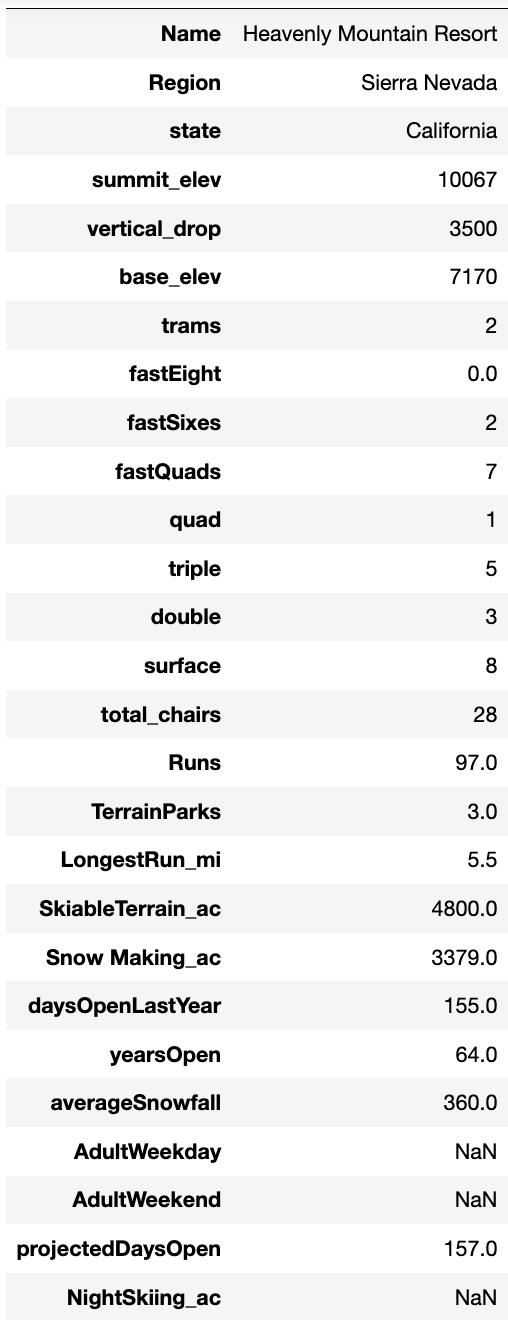 Name Heavenly Mountain Resort
Region Sierra Nevada
state California
summit_elev 10067
vertical_drop 3500
base_elev 7170
trams 2
fastEight 0.0
fastSixes 2
fastQuads 7
quad 1
triple 5
double 3
surface 8
total_chairs 28
Runs 97.0
TerrainParks 3.0
LongestRun_mi 5.5
SkiableTerrain_ac 4800.0
Snow Making_ac 3379.0
daysOpenLastYear 155.0
yearsOpen 64.0
averageSnowfall 360.0
AdultWeekday NaN
AdultWeekend NaN
projectedDaysOpen 157.0
NightSkiing_ac NaN